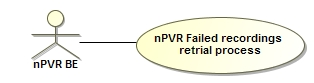 nPVR Failed recordings
retrial process
nPVR BE